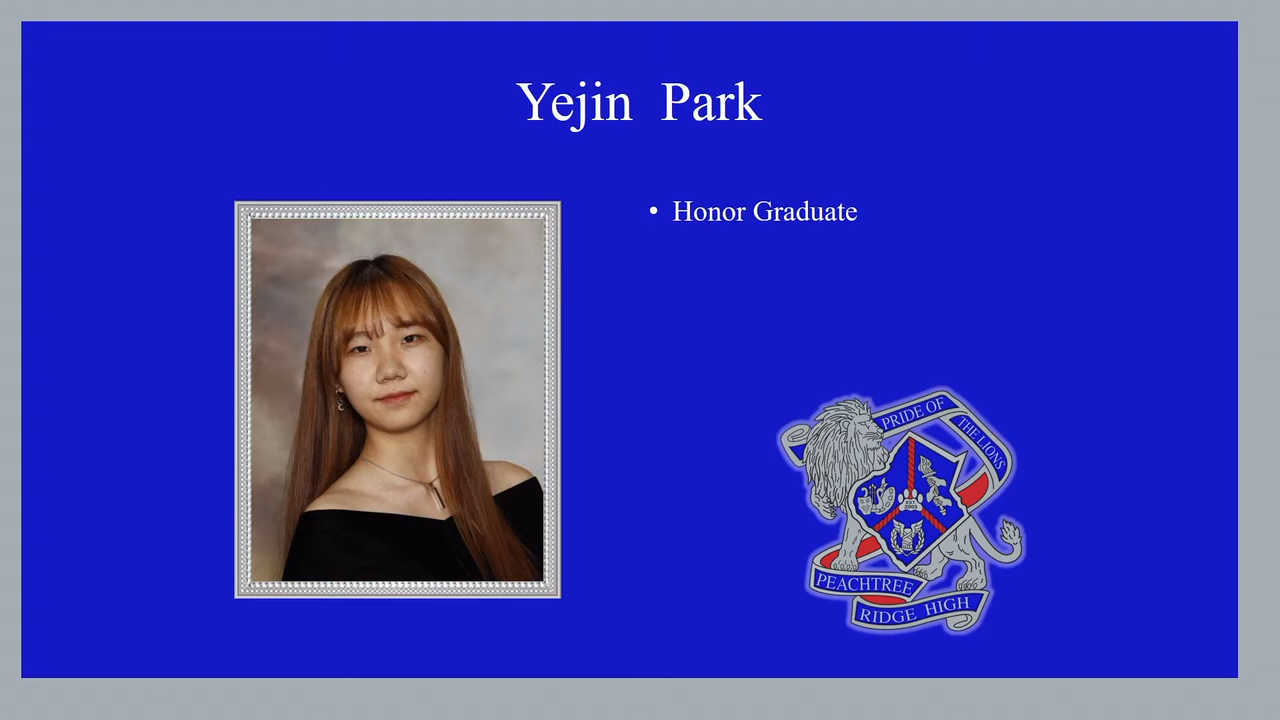 Yejin Park
• Honor Graduate
PRIDE OF
THE LIONS
PEACHTREE
RIDGE HIGH